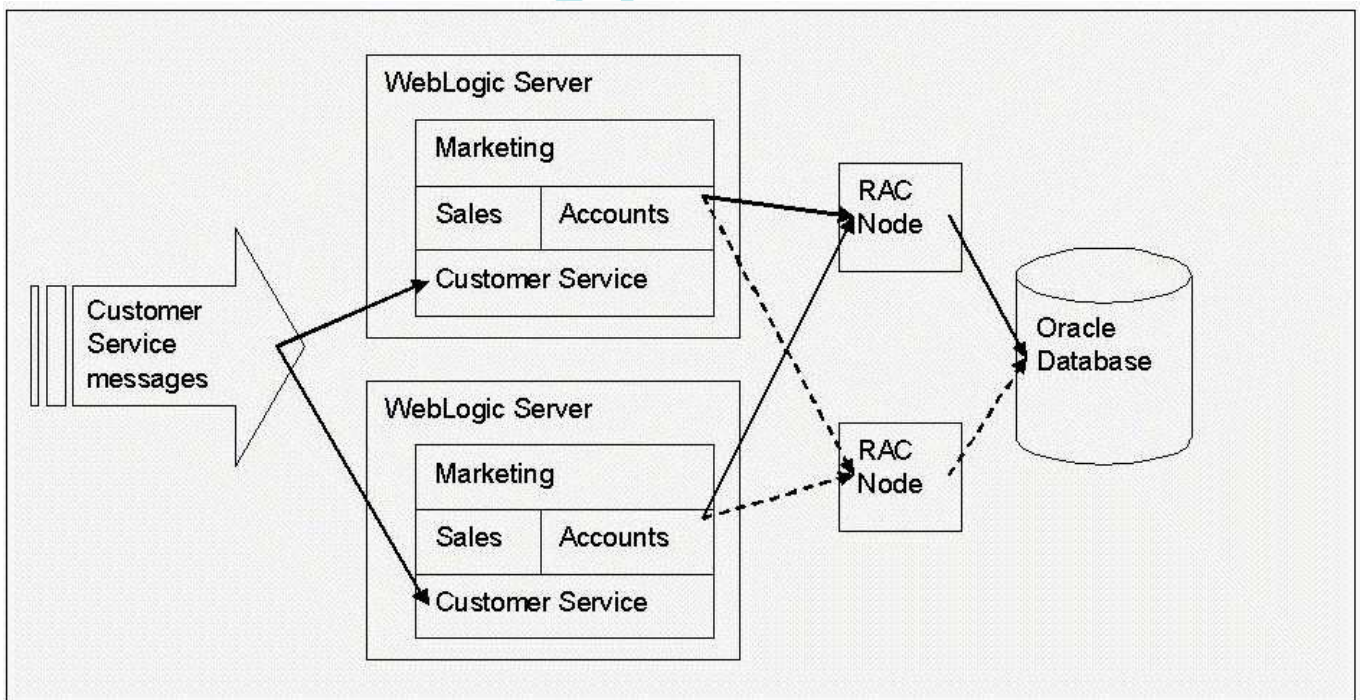 WebLogic Server
Marketing
Sales
Accounts
Customer Service
Customer
Service
messages
WebLogic Server
Marketing
Sales
Accounts
Customer Service
RAC
Node
RAC
Node
Oracle
Database